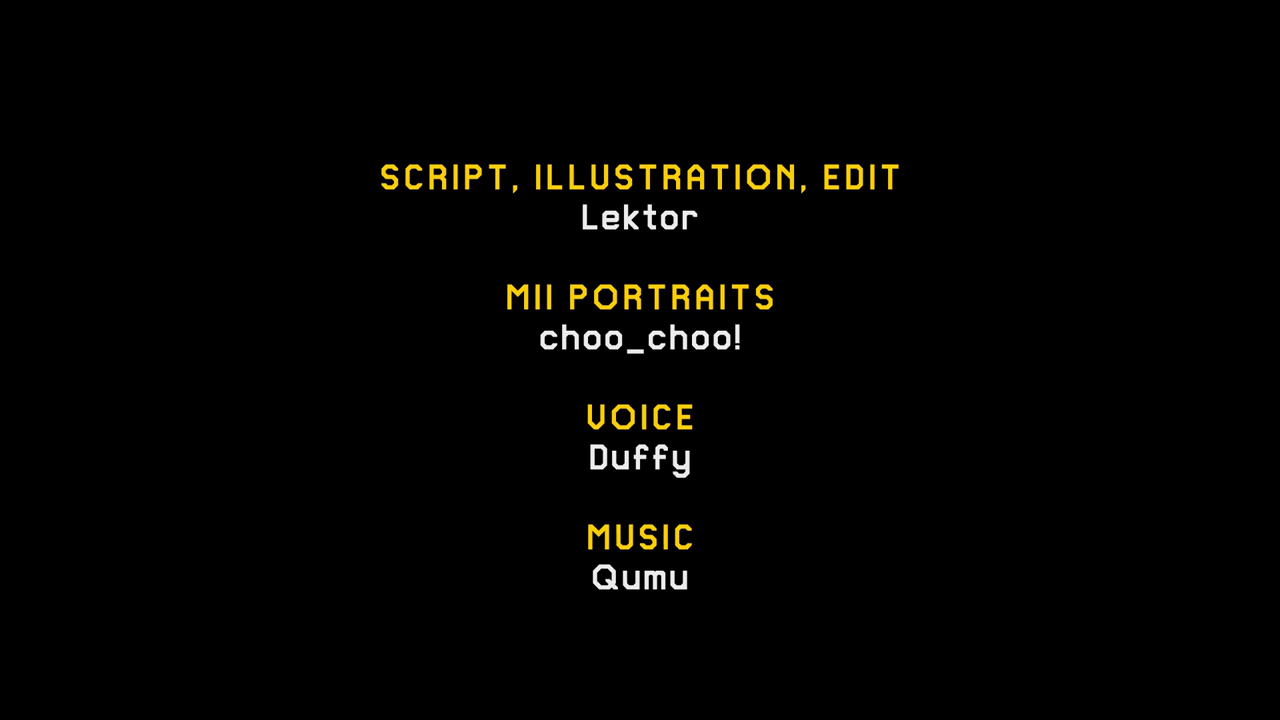 SCRIPT, ILLUSTRATION, EDIT
Lektor
MII PORTRAITS
choo_choo!
VOICE
Duffy
MUSIC
Qumu